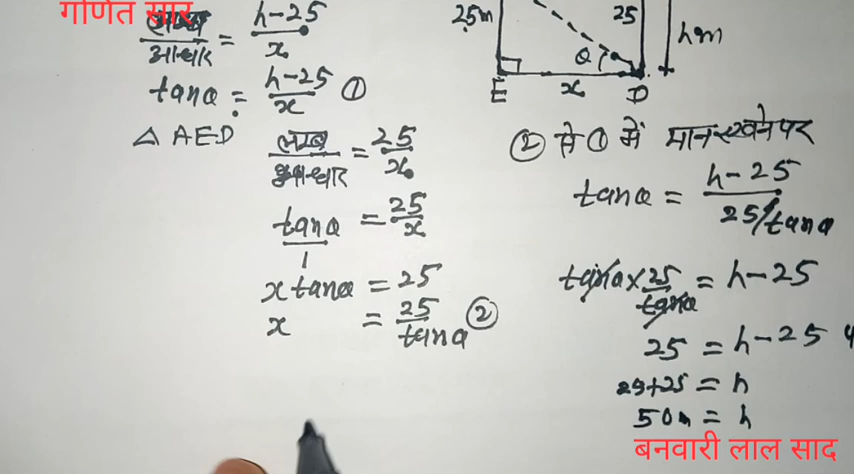 गणित सार
लम्ब/आधार = h-25/x
tanθ = h-25/x ①
△ AED
लम्ब/आधार = 25/x
tanθ/1 = 25/x
x tanθ = 25
x = 25/tanθ ②
25m
25
hm
θ
E x D
② से ① में मान रखने पर
tanθ = h-25 / 25/tanθ
tanθ × 25/tanθ = h-25
25 = h-25
25+25 = h
50m = h
बनवारी लाल साद